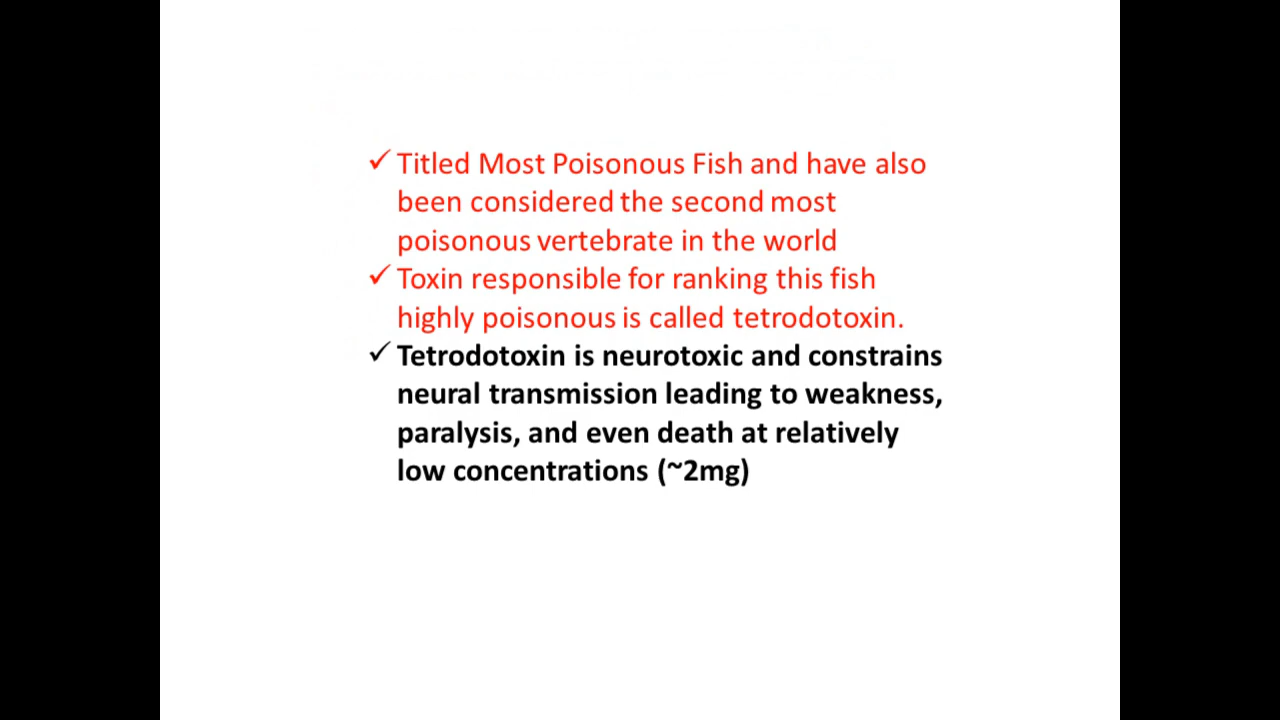 ✓ Titled Most Poisonous Fish and have also
been considered the second most
poisonous vertebrate in the world
✓ Toxin responsible for ranking this fish
highly poisonous is called tetrodotoxin.
✓ Tetrodotoxin is neurotoxic and constrains
neural transmission leading to weakness,
paralysis, and even death at relatively
low concentrations (~2mg)